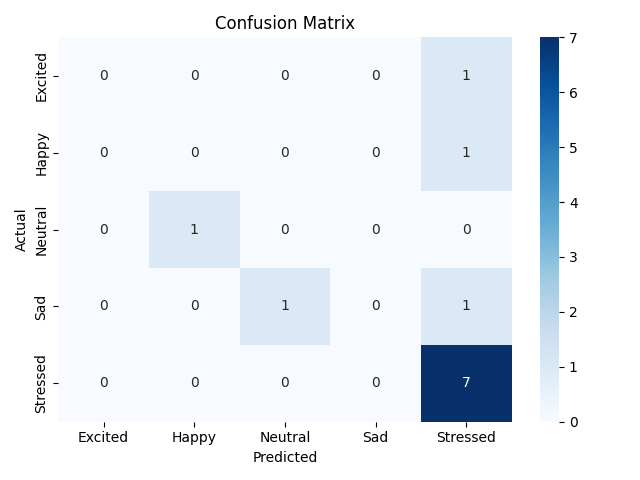 Confusion Matrix
Actual
Excited 0 0 0 0 1
Happy 0 0 0 0 1
Neutral 0 1 0 0 0
Sad 0 0 1 0 1
Stressed 0 0 0 0 7
Excited Happy Neutral Sad Stressed
Predicted
7
6
5
4
3
2
1
0